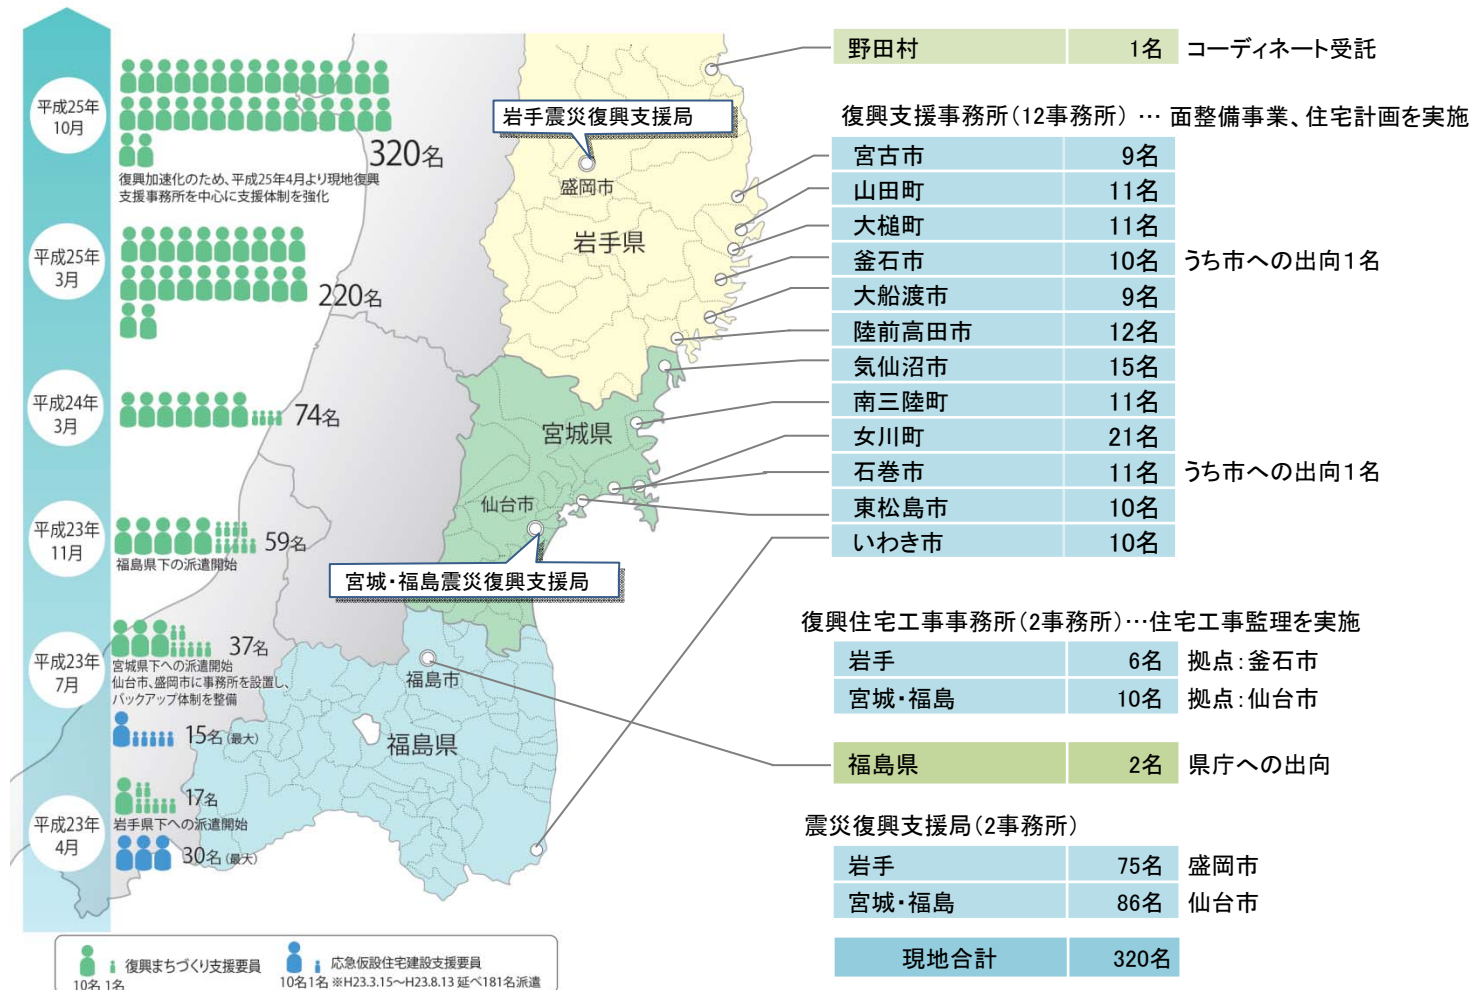 平成25年
10月
320名
復興加速化のため、平成25年4月より現地復興
支援事務所を中心に支援体制を強化
平成25年
3月
220名
平成24年
3月
74名
平成23年
11月
59名
福島県下の派遣開始
平成23年
7月
37名
宮城県下への派遣開始
仙台市、盛岡市に事務所を設置し、
バックアップ体制を整備
15名(最大)
平成23年
4月
17名
岩手県下への派遣開始
30名(最大)
復興まちづくり支援要員
10名 1名
応急仮設住宅建設支援要員
10名 1名 ※H23.3.15~H23.8.13 延べ181名派遣
岩手震災復興支援局
盛岡市
岩手県
宮城県
仙台市
宮城・福島震災復興支援局
福島市
福島県
野田村 1名 コーディネート受託
復興支援事務所(12事務所) … 面整備事業、住宅計画を実施
宮古市 9名
山田町 11名
大槌町 11名
釜石市 10名 うち市への出向1名
大船渡市 9名
陸前高田市 12名
気仙沼市 15名
南三陸町 11名
女川町 21名
石巻市 11名 うち市への出向1名
東松島市 10名
いわき市 10名
復興住宅工事事務所(2事務所)…住宅工事監理を実施
岩手 6名 拠点:釜石市
宮城・福島 10名 拠点:仙台市
福島県 2名 県庁への出向
震災復興支援局(2事務所)
岩手 75名 盛岡市
宮城・福島 86名 仙台市
現地合計 320名